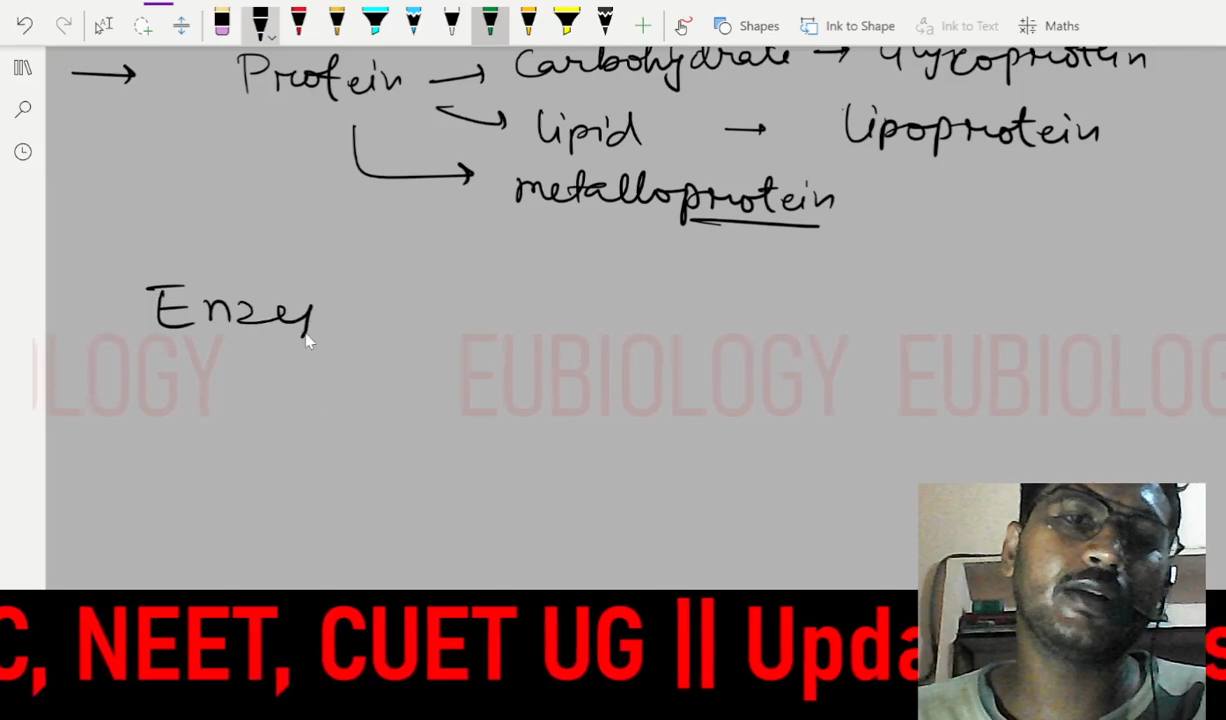 Shapes Ink to Shape Ink to Text Maths
→ Protein → Carbohydrate → Glycoprotein
lipid → Lipoprotein
metalloprotein
Enzy
OLOGY EUBIOLOGY EUBIOLOG
C, NEET, CUET UG || Upda s